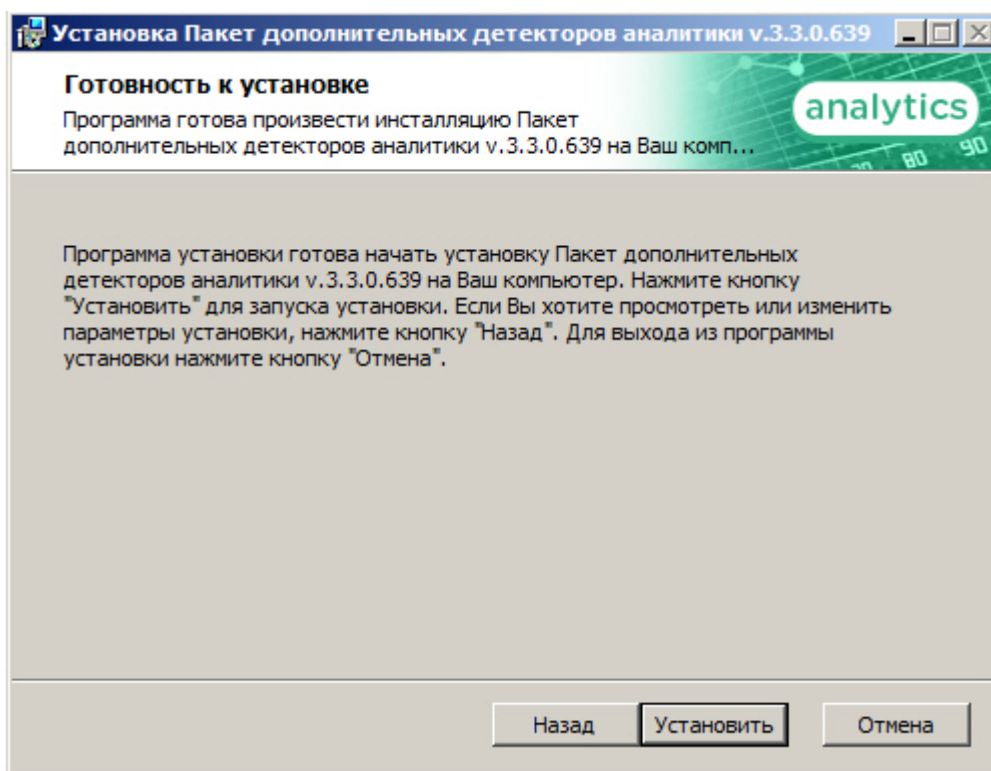 Установка Пакет дополнительных детекторов аналитики v.3.3.0.639
Готовность к установке
Программа готова произвести инсталляцию Пакет
дополнительных детекторов аналитики v.3.3.0.639 на Ваш комп...
analytics
80
90
Программа установки готова начать установку Пакет дополнительных
детекторов аналитики v.3.3.0.639 на Ваш компьютер. Нажмите кнопку
"Установить" для запуска установки. Если Вы хотите просмотреть или изменить
параметры установки, нажмите кнопку "Назад". Для выхода из программы
установки нажмите кнопку "Отмена".
Назад
Установить
Отмена